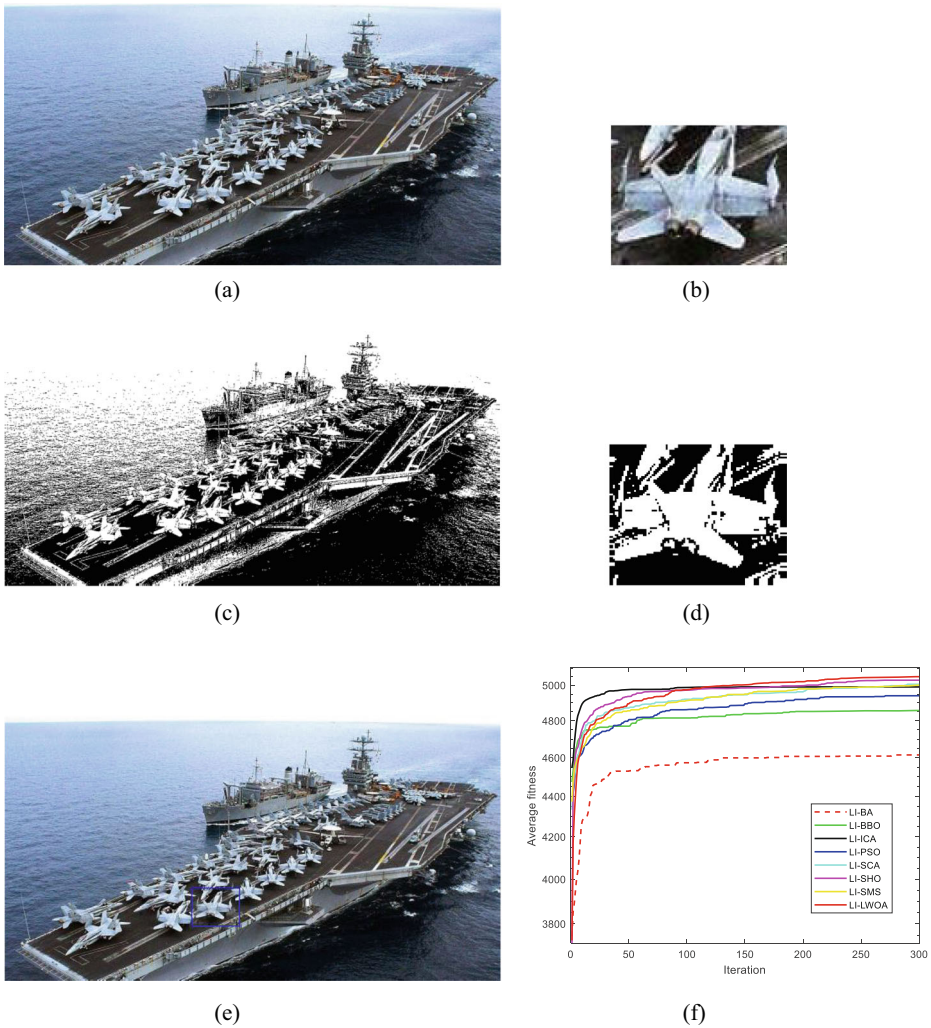 (a)
(b)
(c)
(d)
(e)
5000
4800
4600
4400
4200
4000
3800
Average fitness
0
50
100
150
200
250
300
Iteration
LI-BA
LI-BBO
LI-ICA
LI-PSO
LI-SCA
LI-SHO
LI-SMS
LI-LWOA
(f)